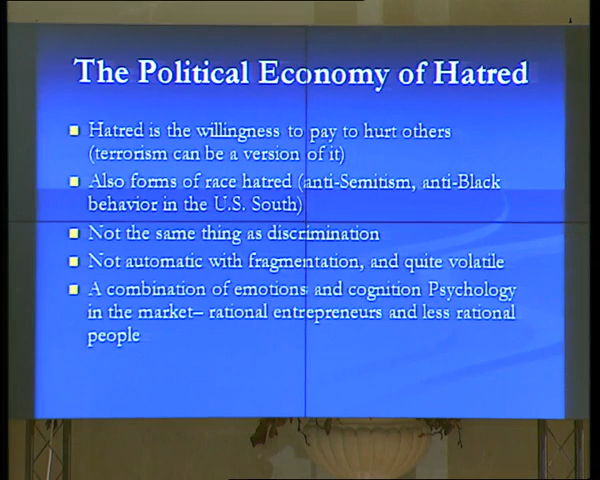 The Political Economy of Hatred
Hatred is the willingness to pay to hurt others
(terrorism can be a version of it)
Also forms of race hatred (anti-Semitism, anti-Black
behavior in the U.S. South)
Not the same thing as discrimination
Not automatic with fragmentation, and quite volatile
A combination of emotions and cognition Psychology
in the market– rational entrepreneurs and less rational
people